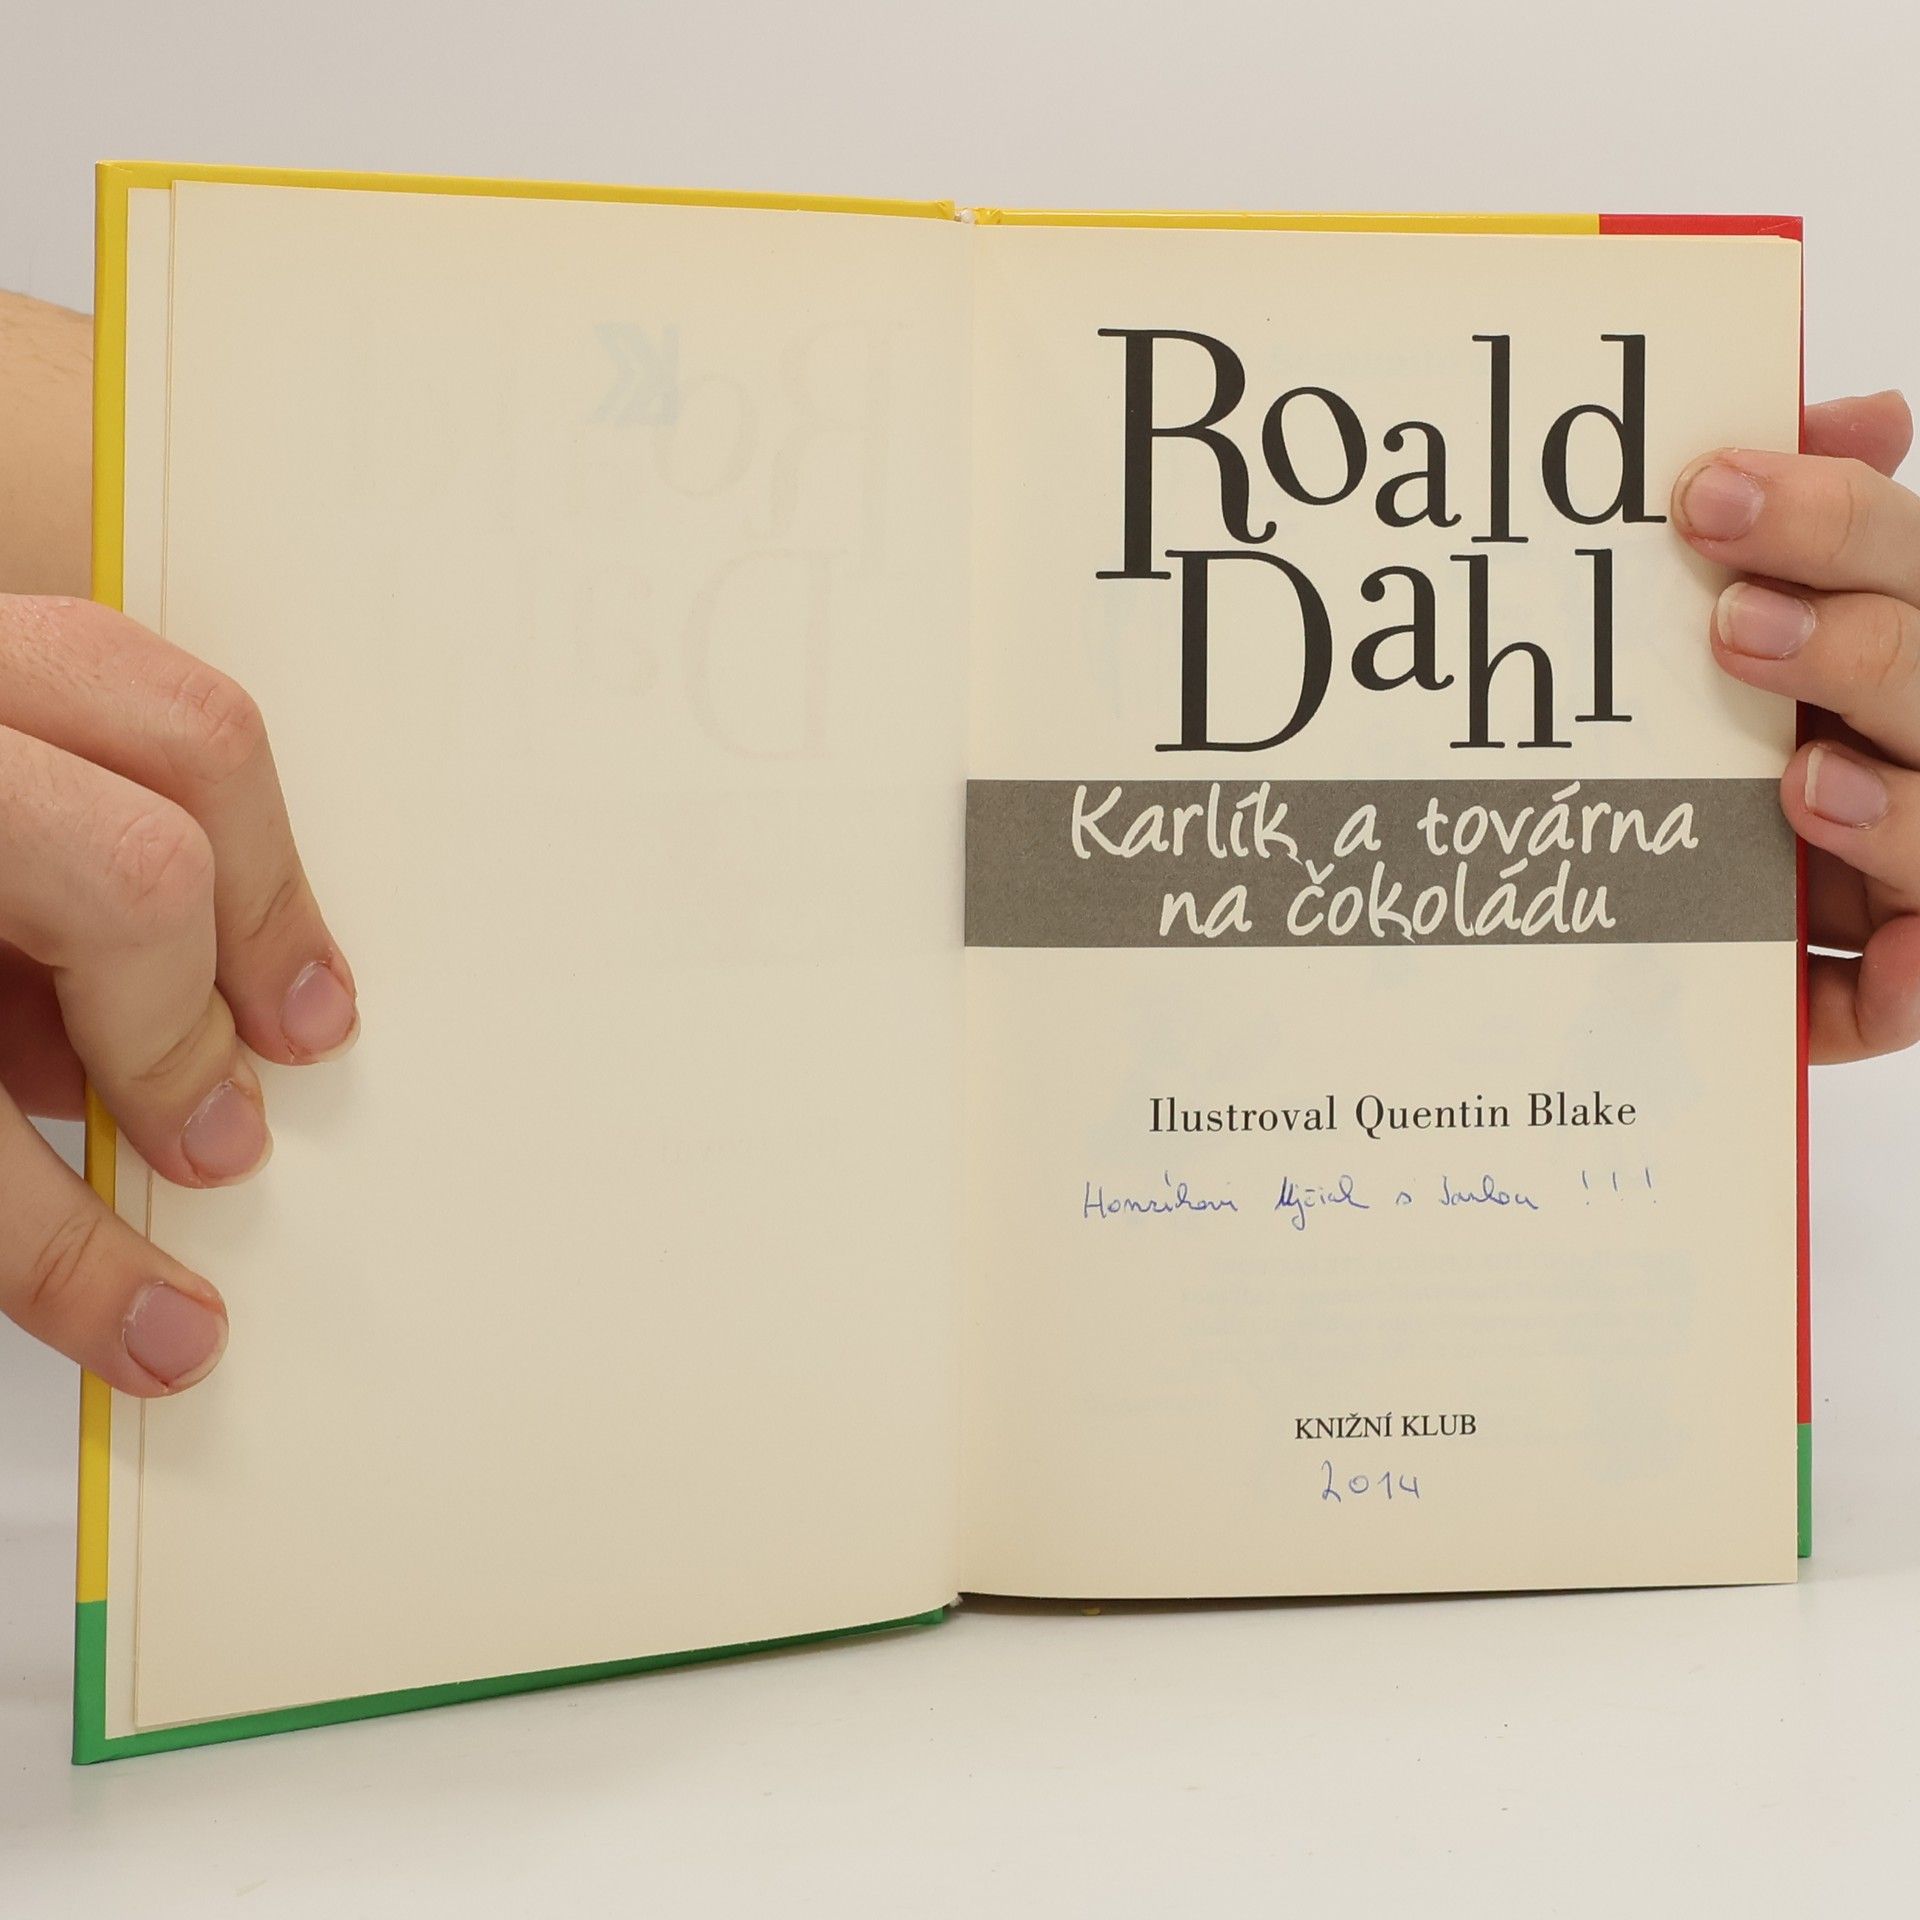 Roald
Dahl
Karlík a továrna
na čokoládu
Ilustroval Quentin Blake
Honzíkovi s !!!
KNIŽNÍ KLUB
2014